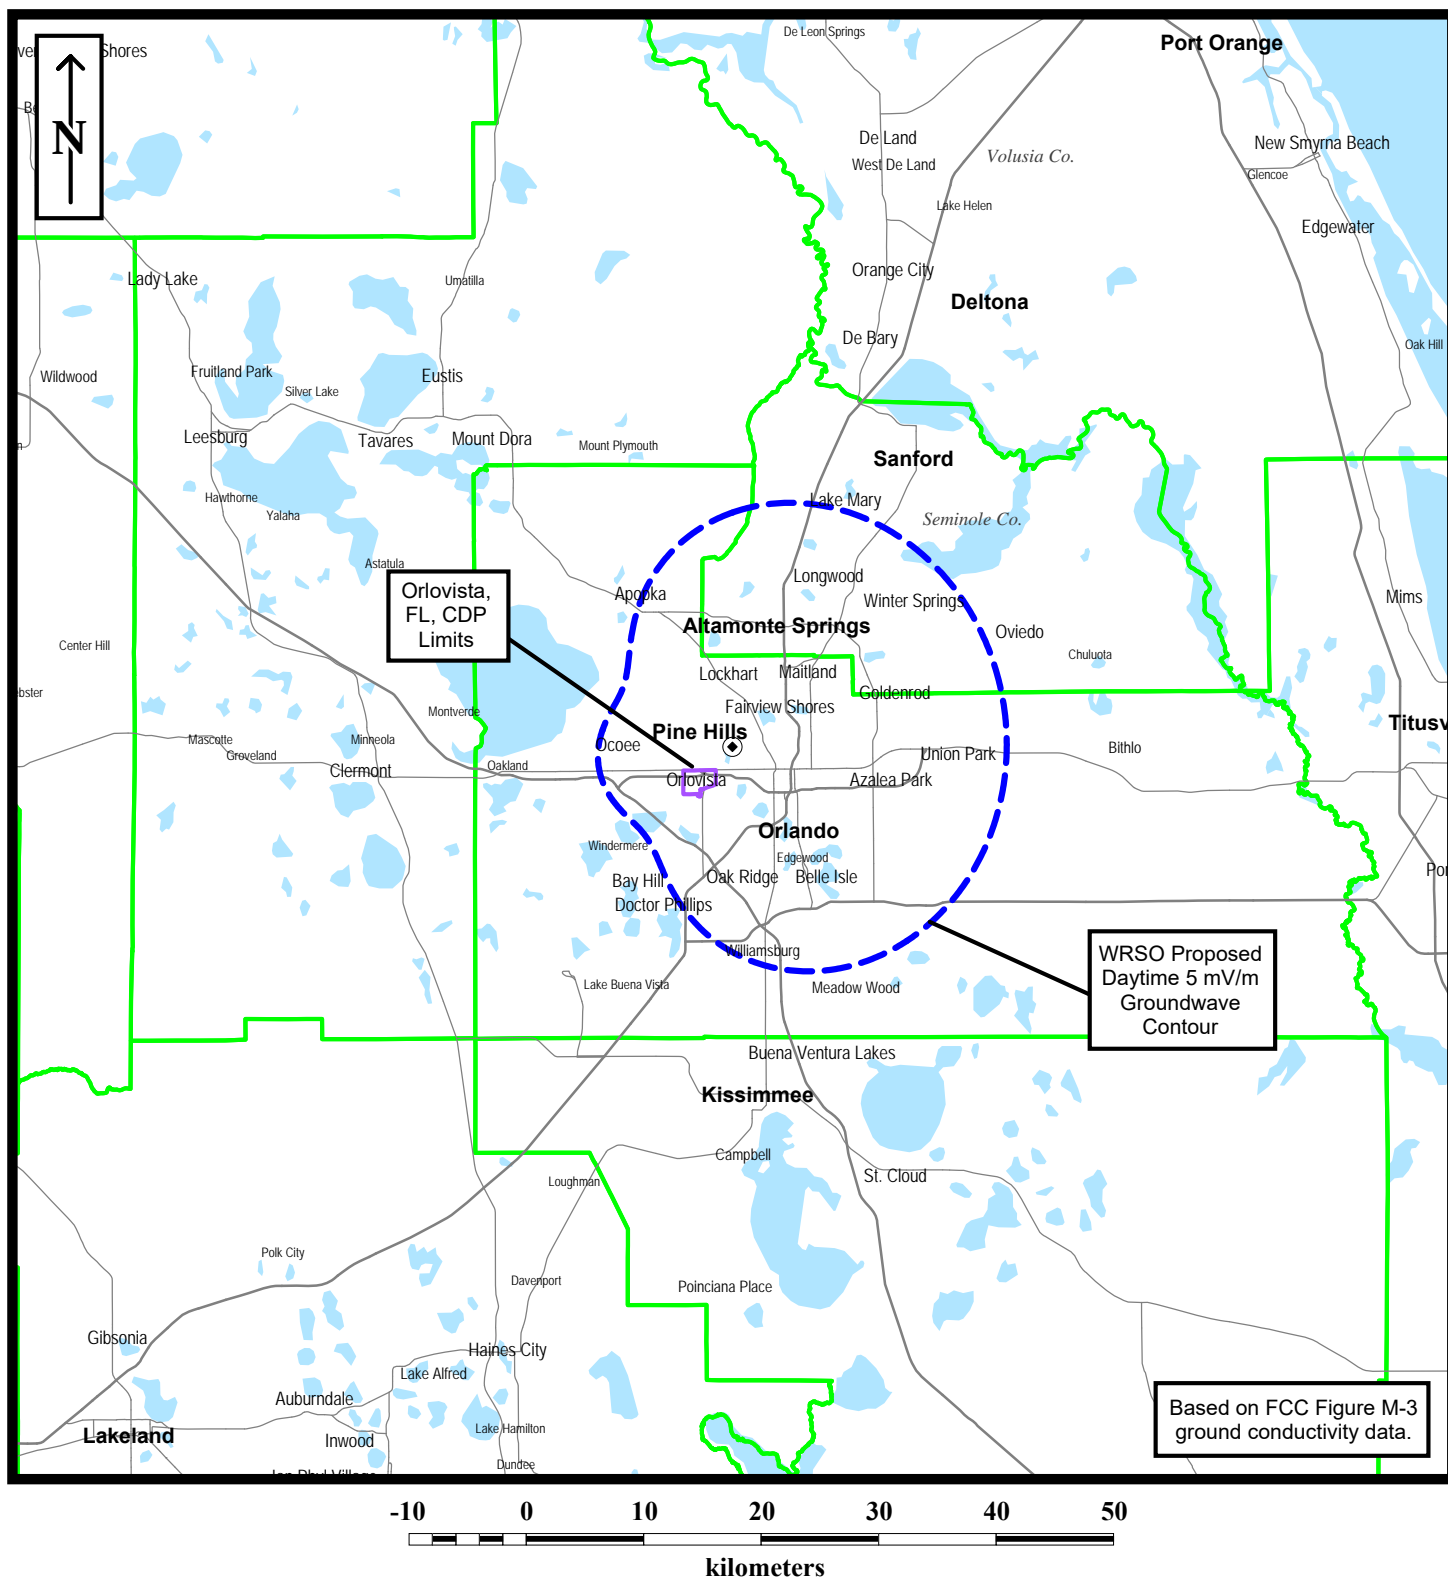 De Leon Springs
Port Orange
Shores
N
De Land
West De Land
Volusia Co.
New Smyrna Beach
Glencoe
Lake Helen
Edgewater
Orange City
Lady Lake
Umatilla
Deltona
De Bary
Oak Hill
Wildwood
Fruitland Park
Silver Lake
Eustis
Leesburg
Tavares
Mount Dora
Mount Plymouth
Sanford
Hawthorne
Yalaha
Lake Mary
Seminole Co.
Astatula
Orlovista,
FL, CDP
Limits
Apopka
Longwood
Winter Springs
Mims
Altamonte Springs
Oviedo
Center Hill
Chuluota
ebster
Lockhart
Maitland
Goldenrod
Montverde
Fairview Shores
Titusv
Mascotte
Groveland
Minneola
Clermont
Oakland
Ocoee
Pine Hills
Orlovista
Union Park
Azalea Park
Bithlo
Orlando
Windermere
Edgewood
Bay Hill
Oak Ridge
Belle Isle
Doctor Phillips
Williamsburg
WRSO Proposed
Daytime 5 mV/m
Groundwave
Contour
Lake Buena Vista
Meadow Wood
Buena Ventura Lakes
Kissimmee
Campbell
St. Cloud
Loughman
Polk City
Davenport
Poinciana Place
Gibsonia
Haines City
Lake Alfred
Auburndale
Lakeland
Inwood
Lake Hamilton
Dundee
Based on FCC Figure M-3
ground conductivity data.
-10 0 10 20 30 40 50
kilometers